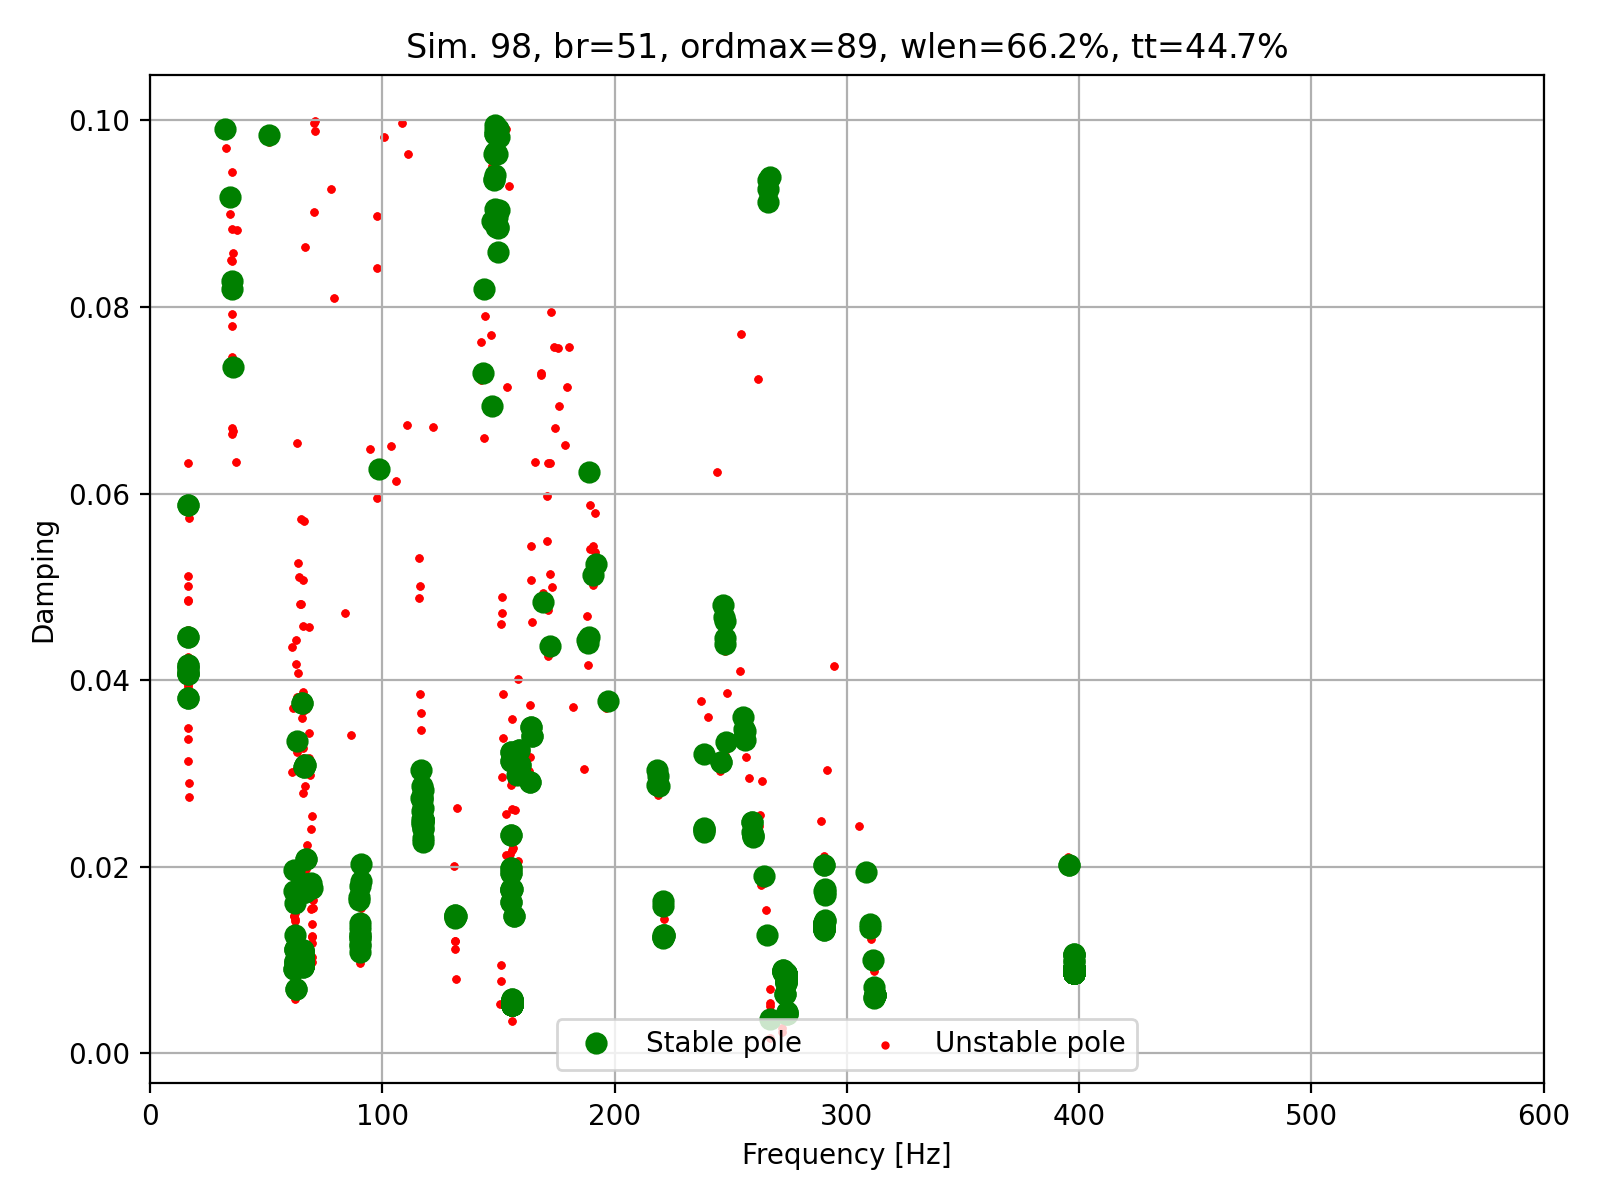 Sim. 98, br=51, ordmax=89, wlen=66.2%, tt=44.7%
0.10
0.08
0.06
0.04
0.02
0.00
Damping
Stable pole
Unstable pole
0
100
200
300
400
500
600
Frequency [Hz]